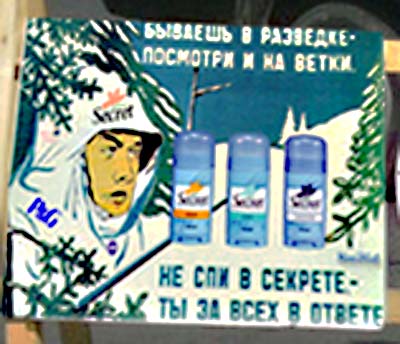 БЫВАЕШЬ В РАЗВЕДКЕ-
ПОСМОТРИ И НА ВЕТКИ.
Secret
Secret
Secret
Secret
P&G
НЕ СПИ В СЕКРЕТЕ-
ТЫ ЗА ВСЕХ В ОТВЕТЕ